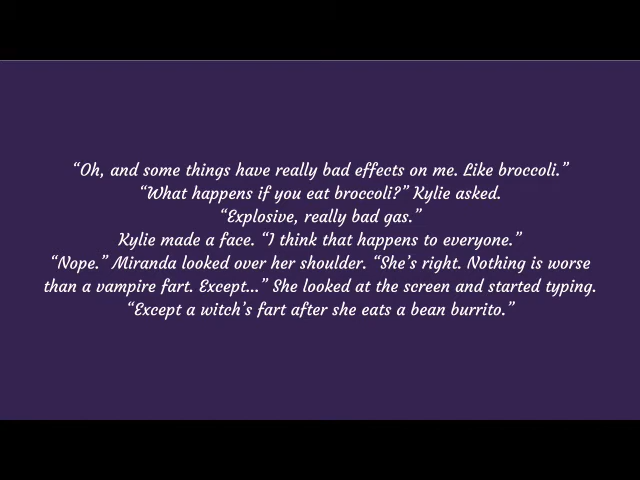 “Oh, and some things have really bad effects on me. Like broccoli.”
“What happens if you eat broccoli?” Kylie asked.
“Explosive, really bad gas.”
Kylie made a face. “I think that happens to everyone.”
“Nope.” Miranda looked over her shoulder. “She’s right. Nothing is worse
than a vampire fart. Except...” She looked at the screen and started typing.
“Except a witch’s fart after she eats a bean burrito.”